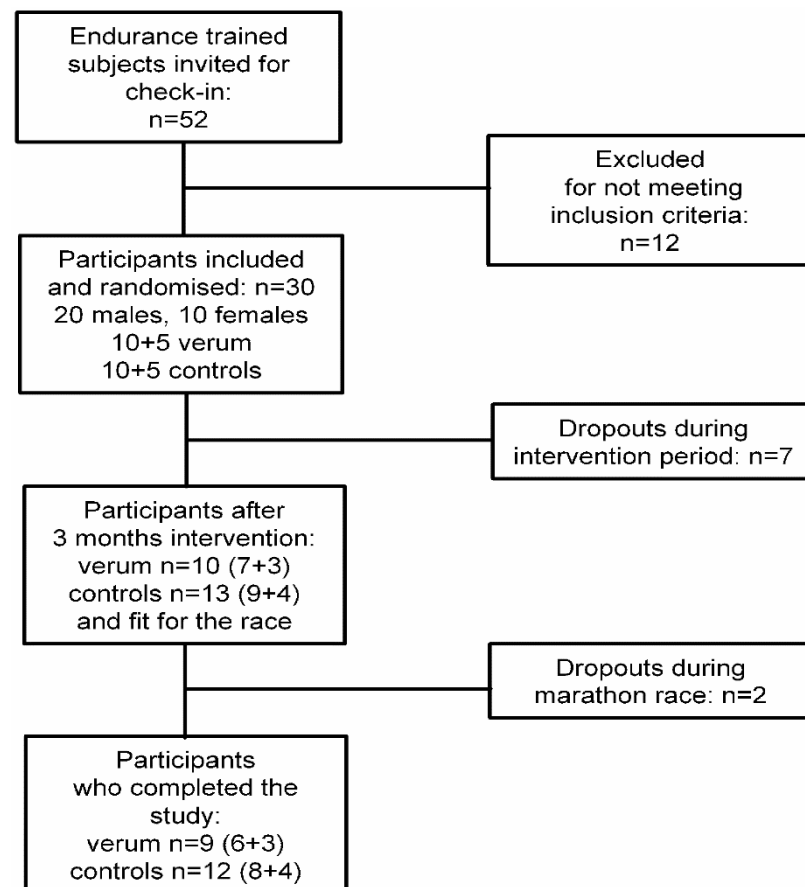 Endurance trained
subjects invited for
check-in:
n=52
Excluded
for not meeting
inclusion criteria:
n=12
Participants included
and randomised: n=30
20 males, 10 females
10+5 verum
10+5 controls
Dropouts during
intervention period: n=7
Participants after
3 months intervention:
verum n=10 (7+3)
controls n=13 (9+4)
and fit for the race
Dropouts during
marathon race: n=2
Participants
who completed the
study:
verum n=9 (6+3)
controls n=12 (8+4)